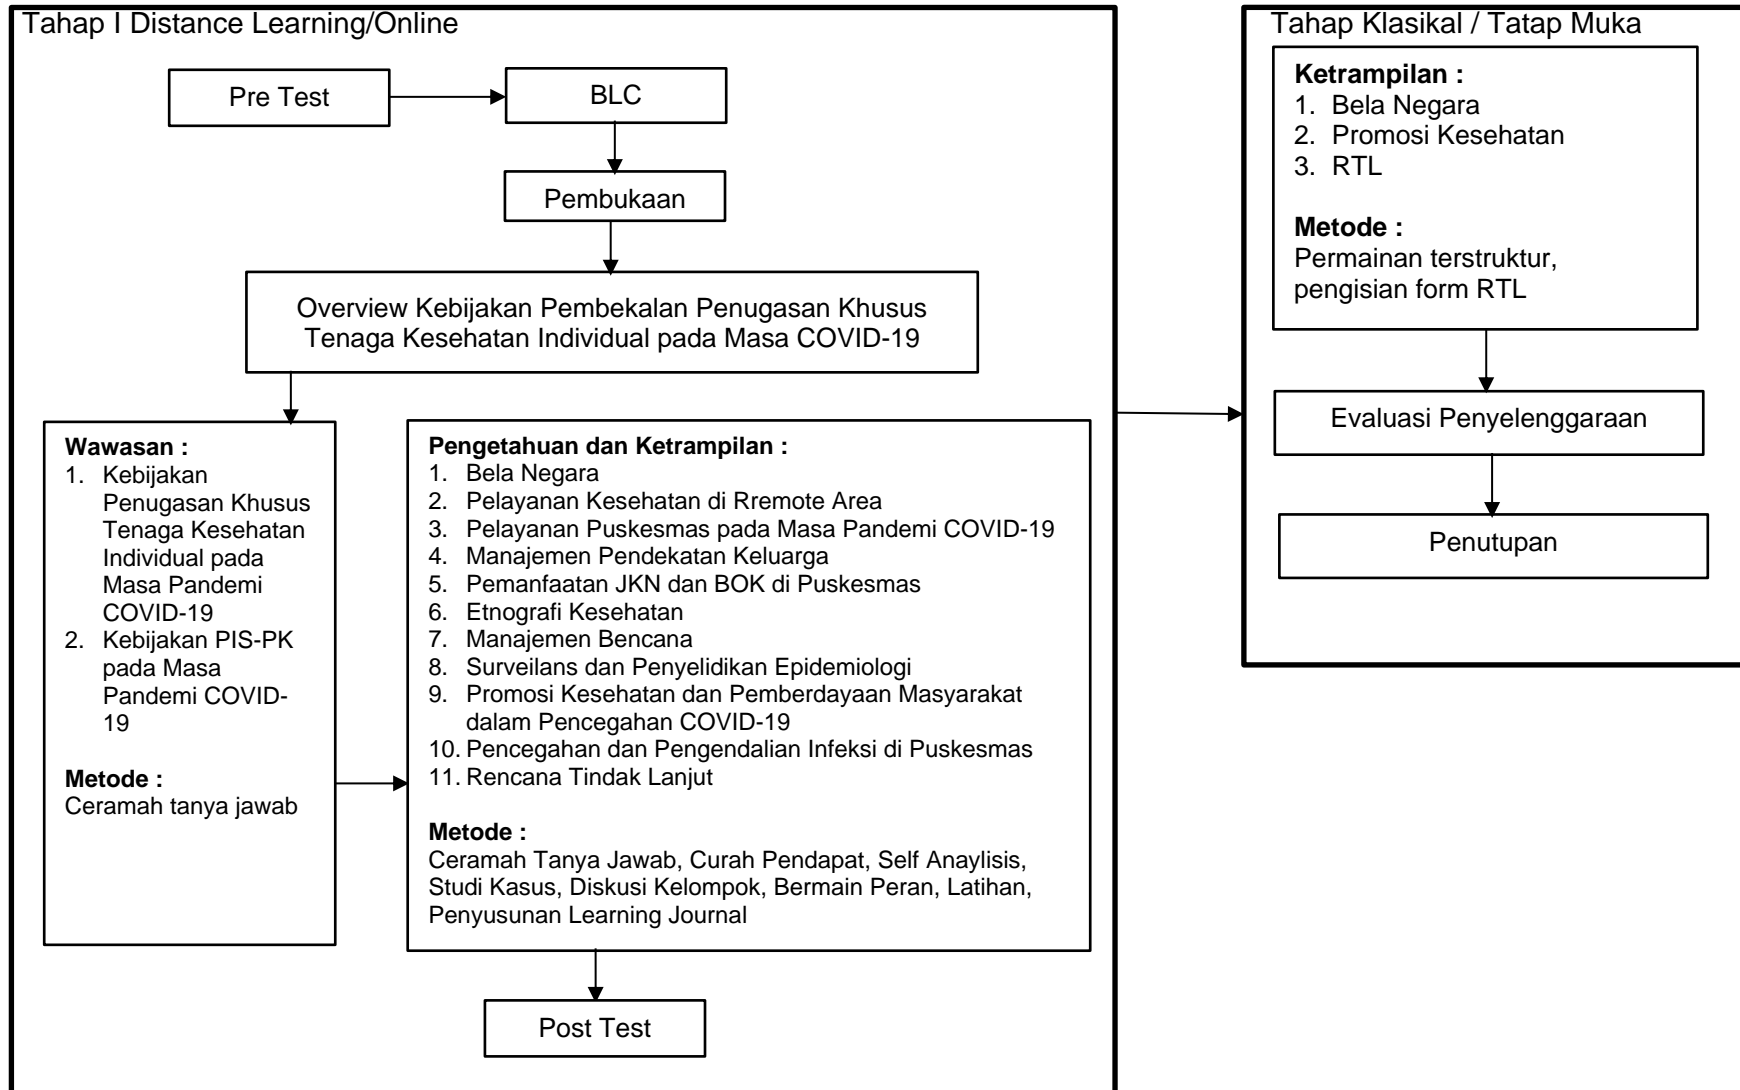 Tahap I Distance Learning/Online
Pre Test
BLC
Pembukaan
Overview Kebijakan Pembekalan Penugasan Khusus
Tenaga Kesehatan Individual pada Masa COVID-19
Wawasan :
1. Kebijakan
Penugasan Khusus
Tenaga Kesehatan
Individual pada
Masa Pandemi
COVID-19
2. Kebijakan PIS-PK
pada Masa
Pandemi COVID-
19
Metode :
Ceramah tanya jawab
Pengetahuan dan Ketrampilan :
1. Bela Negara
2. Pelayanan Kesehatan di Rremote Area
3. Pelayanan Puskesmas pada Masa Pandemi COVID-19
4. Manajemen Pendekatan Keluarga
5. Pemanfaatan JKN dan BOK di Puskesmas
6. Etnografi Kesehatan
7. Manajemen Bencana
8. Surveilans dan Penyelidikan Epidemiologi
9. Promosi Kesehatan dan Pemberdayaan Masyarakat
dalam Pencegahan COVID-19
10. Pencegahan dan Pengendalian Infeksi di Puskesmas
11. Rencana Tindak Lanjut
Metode :
Ceramah Tanya Jawab, Curah Pendapat, Self Anaylisis,
Studi Kasus, Diskusi Kelompok, Bermain Peran, Latihan,
Penyusunan Learning Journal
Post Test
Tahap Klasikal / Tatap Muka
Ketrampilan :
1. Bela Negara
2. Promosi Kesehatan
3. RTL
Metode :
Permainan terstruktur,
pengisian form RTL
Evaluasi Penyelenggaraan
Penutupan